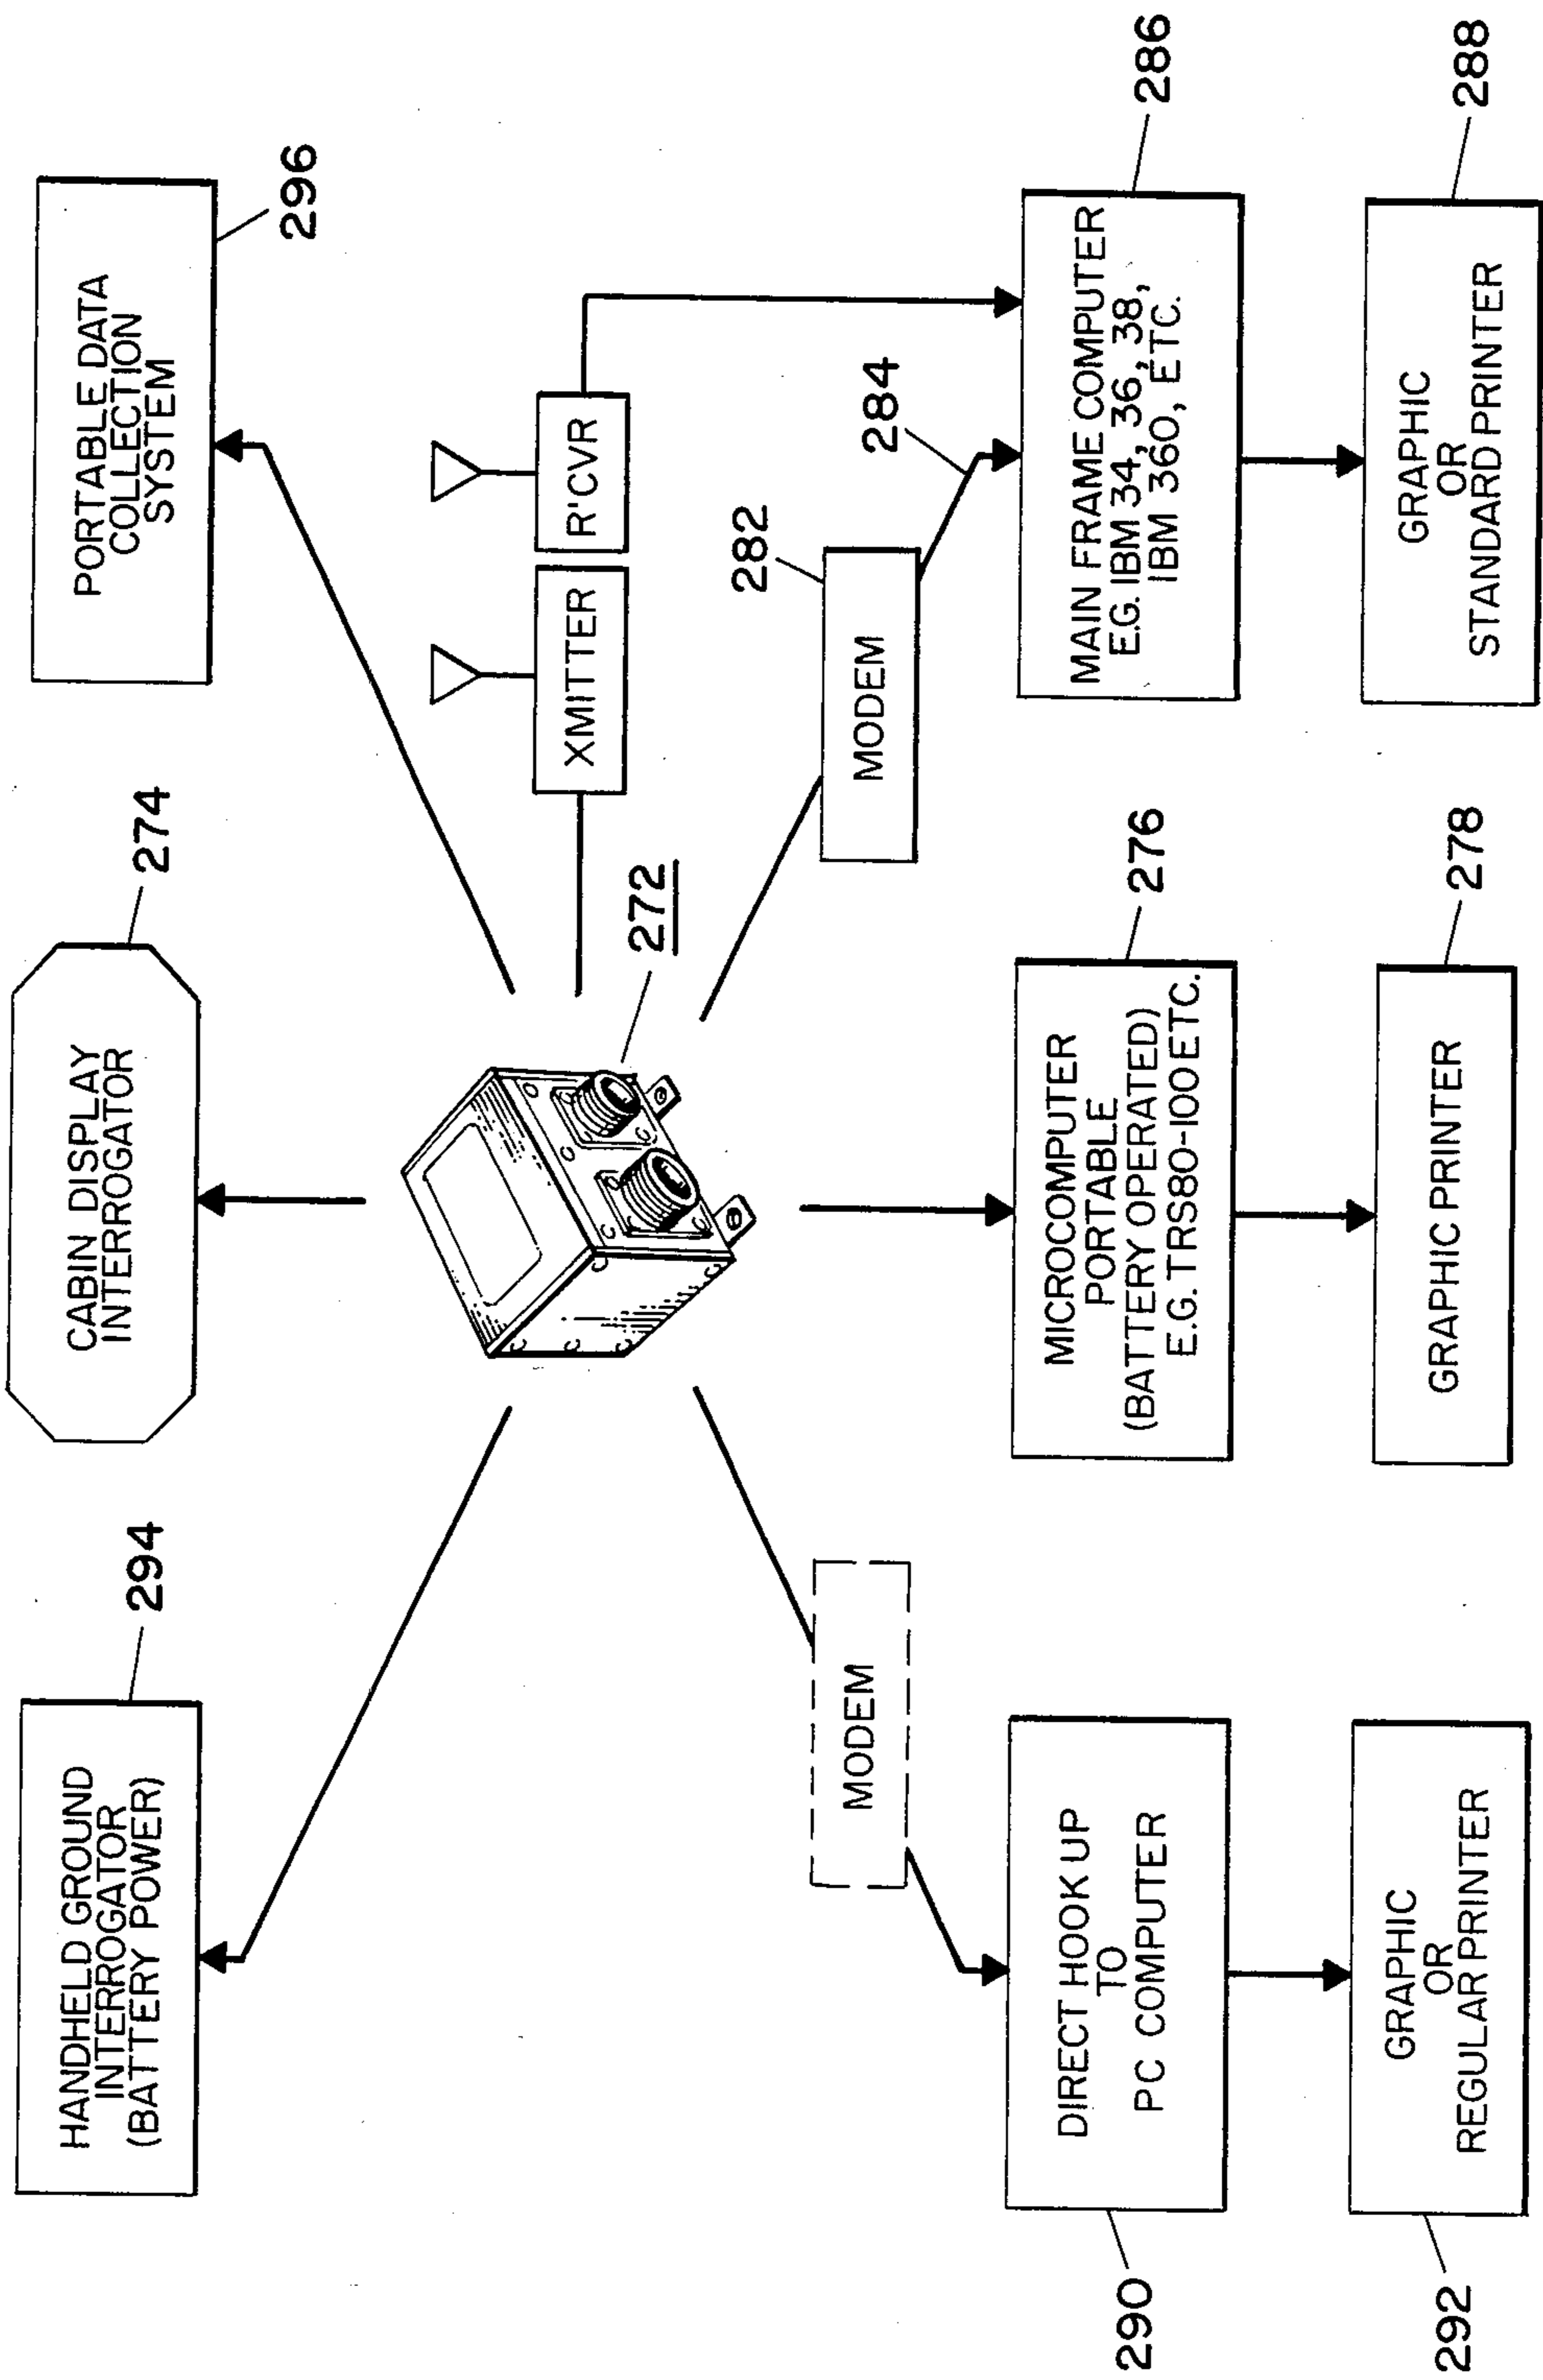 HANDHELD GROUND
INTERROGATOR
(BATTERY POWER)
294
CABIN DISPLAY
INTERROGATOR
274
PORTABLE DATA
COLLECTION
SYSTEM
296
XMITTER
R'CVR
272
MODEM
MODEM
282
284
DIRECT HOOK UP
TO
PC COMPUTER
290
MICROCOMPUTER
PORTABLE
(BATTERY OPERATED)
E.G. TRS80-100 ETC.
276
MAIN FRAME COMPUTER
E.G. IBM 34, 36, 38,
IBM 360, ETC.
286
GRAPHIC
OR
REGULAR PRINTER
292
GRAPHIC PRINTER
278
GRAPHIC
OR
STANDARD PRINTER
288